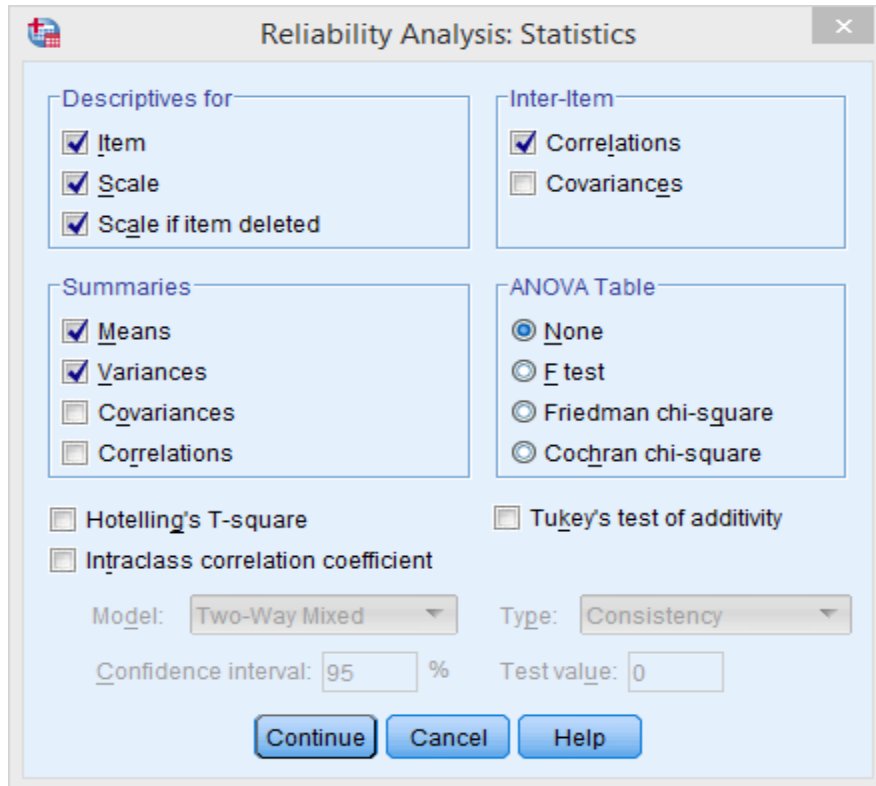 Reliability Analysis: Statistics
Descriptives for
Item
Scale
Scale if item deleted
Inter-Item
Correlations
Covariances
Summaries
Means
Variances
Covariances
Correlations
ANOVA Table
None
F test
Friedman chi-square
Cochran chi-square
Hotelling's T-square
Tukey's test of additivity
Intraclass correlation coefficient
Model: Two-Way Mixed
Type: Consistency
Confidence interval: 95 %
Test value: 0
Continue
Cancel
Help